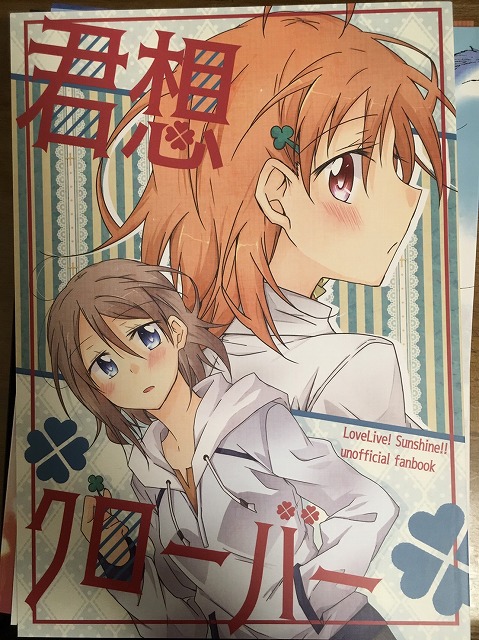 君想
LoveLive! Sunshine!!
unofficial fanbook
クローバー